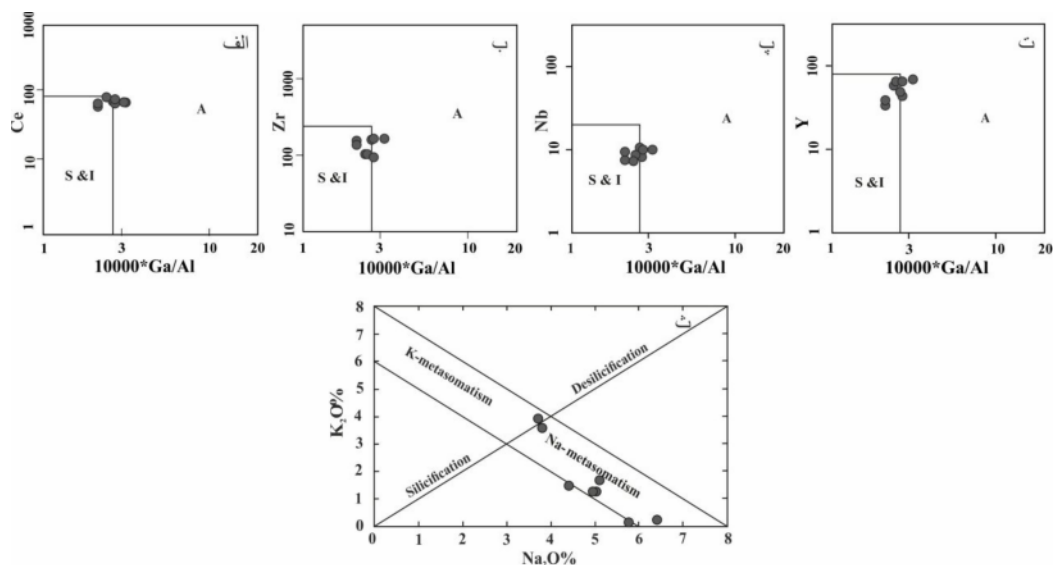 الف
Ce
1000
100
10
1
A
S &I
1
3
10
20
10000*Ga/Al
Zr
1000
100
10
A
S &I
1
3
10
20
10000*Ga/Al
Nb
100
10
1
A
S & I
1
3
10
20
10000*Ga/Al
Y
100
10
1
A
S &I
1
3
10
20
10000*Ga/Al
K₂O%
8
7
6
5
4
3
2
1
0
K-metasomatism
Desilicification
Silicification
Na- metasomatism
0
1
2
3
4
5
6
7
8
Na₂O%